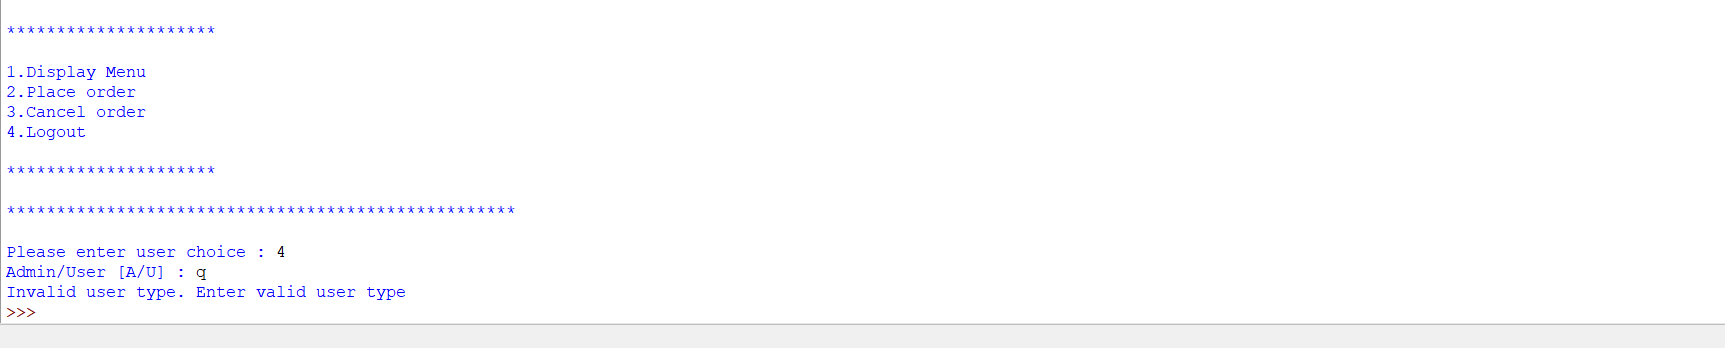 *********************
1.Display Menu
2.Place order
3.Cancel order
4.Logout
*********************
***************************************************
Please enter user choice : 4
Admin/User [A/U] : q
Invalid user type. Enter valid user type
>>>